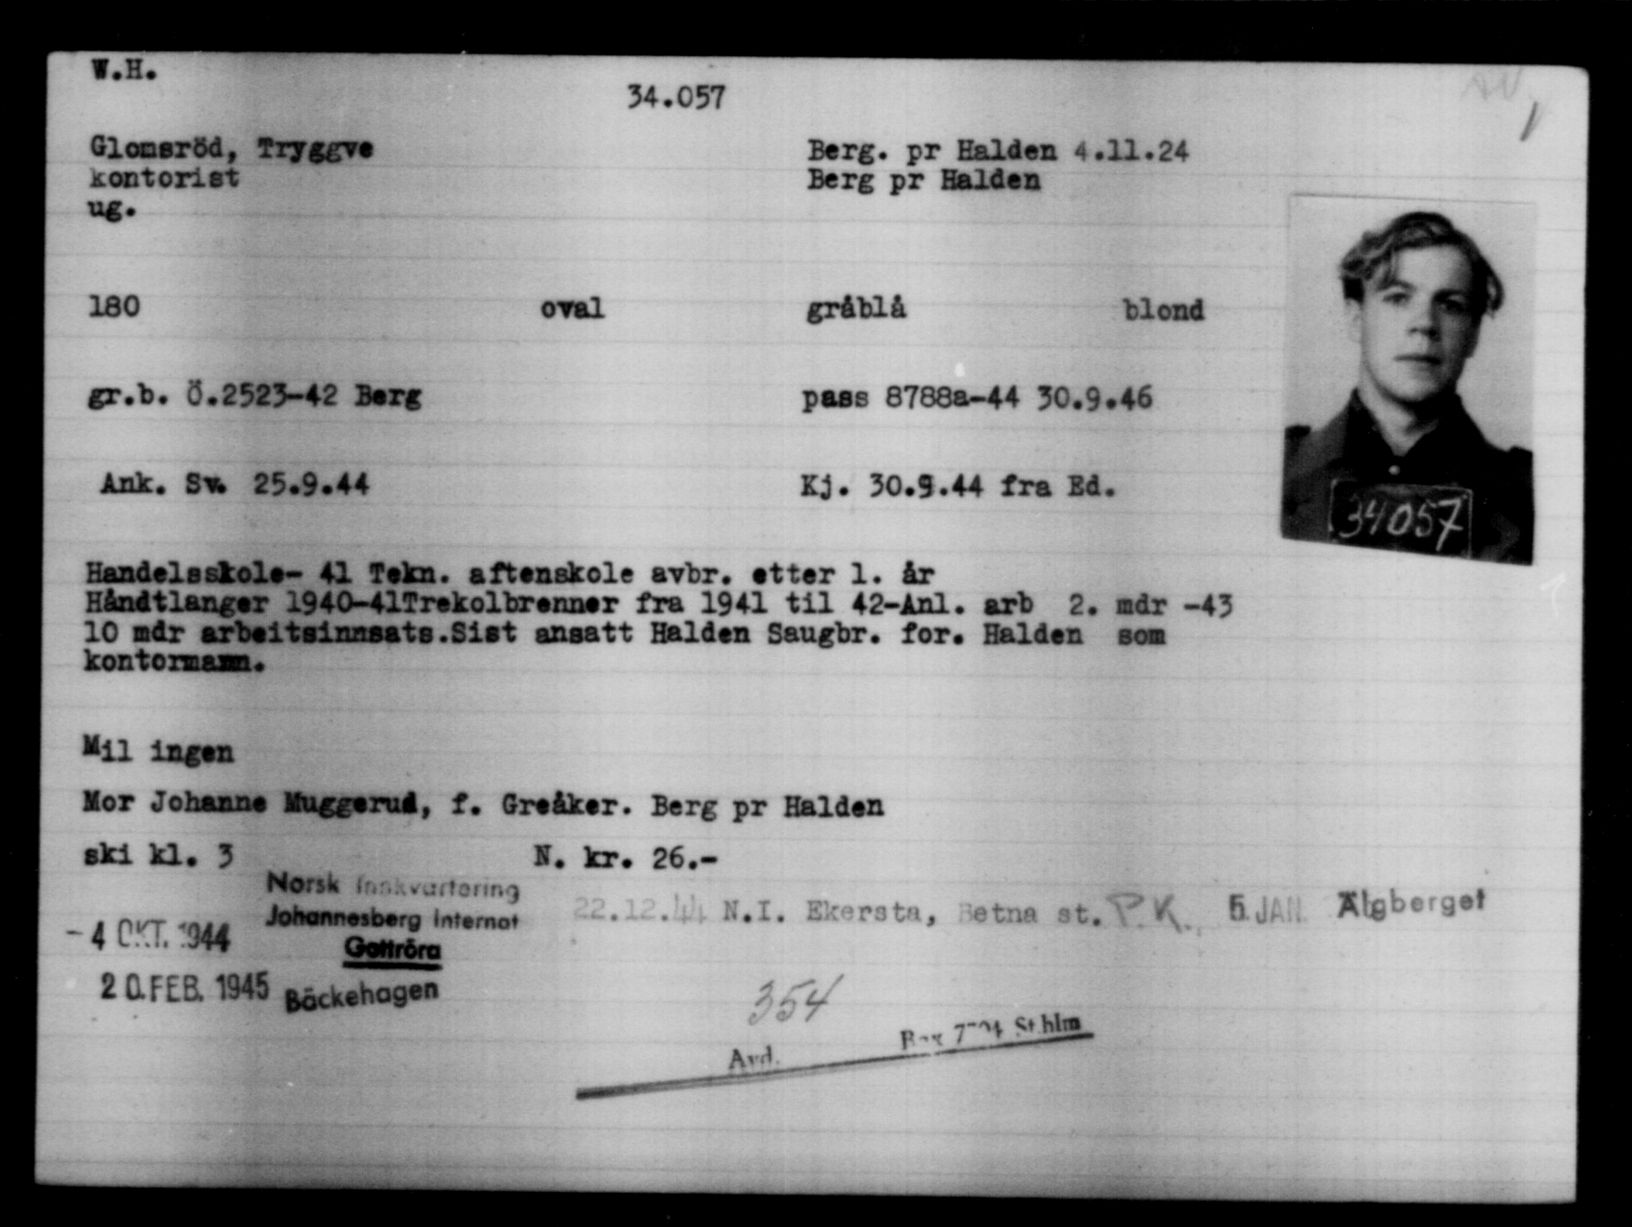 W.H.
34.057
Glomsröd, Tryggve
Berg. pr Halden 4.11.24
kontorist
Berg pr Halden
ug.
180 oval gråblå blond
gr.b. Ö.2523-42 Berg
pass 8788a-44 30.9.46
Ank. Sv. 25.9.44
Kj. 30.9.44 fra Ed.
34057
Handelsskole- 41 Tekn. aftenskole avbr. etter 1. år
Håndtlanger 1940-41Trekolbrenner fra 1941 til 42-Anl. arb 2. mdr -43
10 mdr arbeitsinnsats.Sist ansatt Halden Saugbr. for. Halden som
kontormann.
Mil ingen
Mor Johanne Muggerud, f. Greåker. Berg pr Halden
ski kl. 3 N. kr. 26.-
Norsk Innkvartering
Johannesberg Internat
Gottröra
- 4 OKT. 1944
22.12.44 N.I. Ekersta, Betna st. P.K., 5. JAN. Älgberget
20. FEB. 1945 Bäckehagen
354
Avd. Box St.hlm